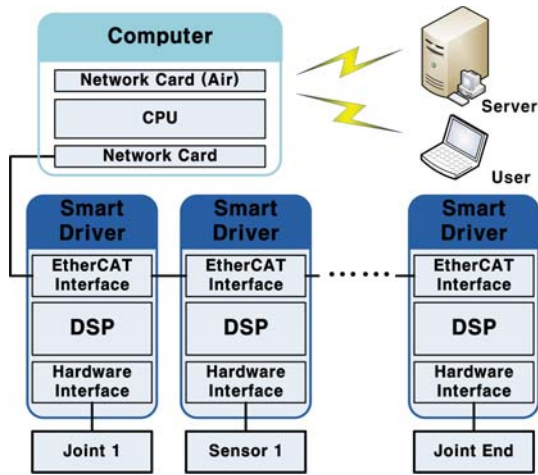 Computer
Network Card (Air)
CPU
Network Card
Server
User
Smart
Driver
EtherCAT
Interface
DSP
Hardware
Interface
Joint 1
Smart
Driver
EtherCAT
Interface
DSP
Hardware
Interface
Sensor 1
Smart
Driver
EtherCAT
Interface
DSP
Hardware
Interface
Joint End